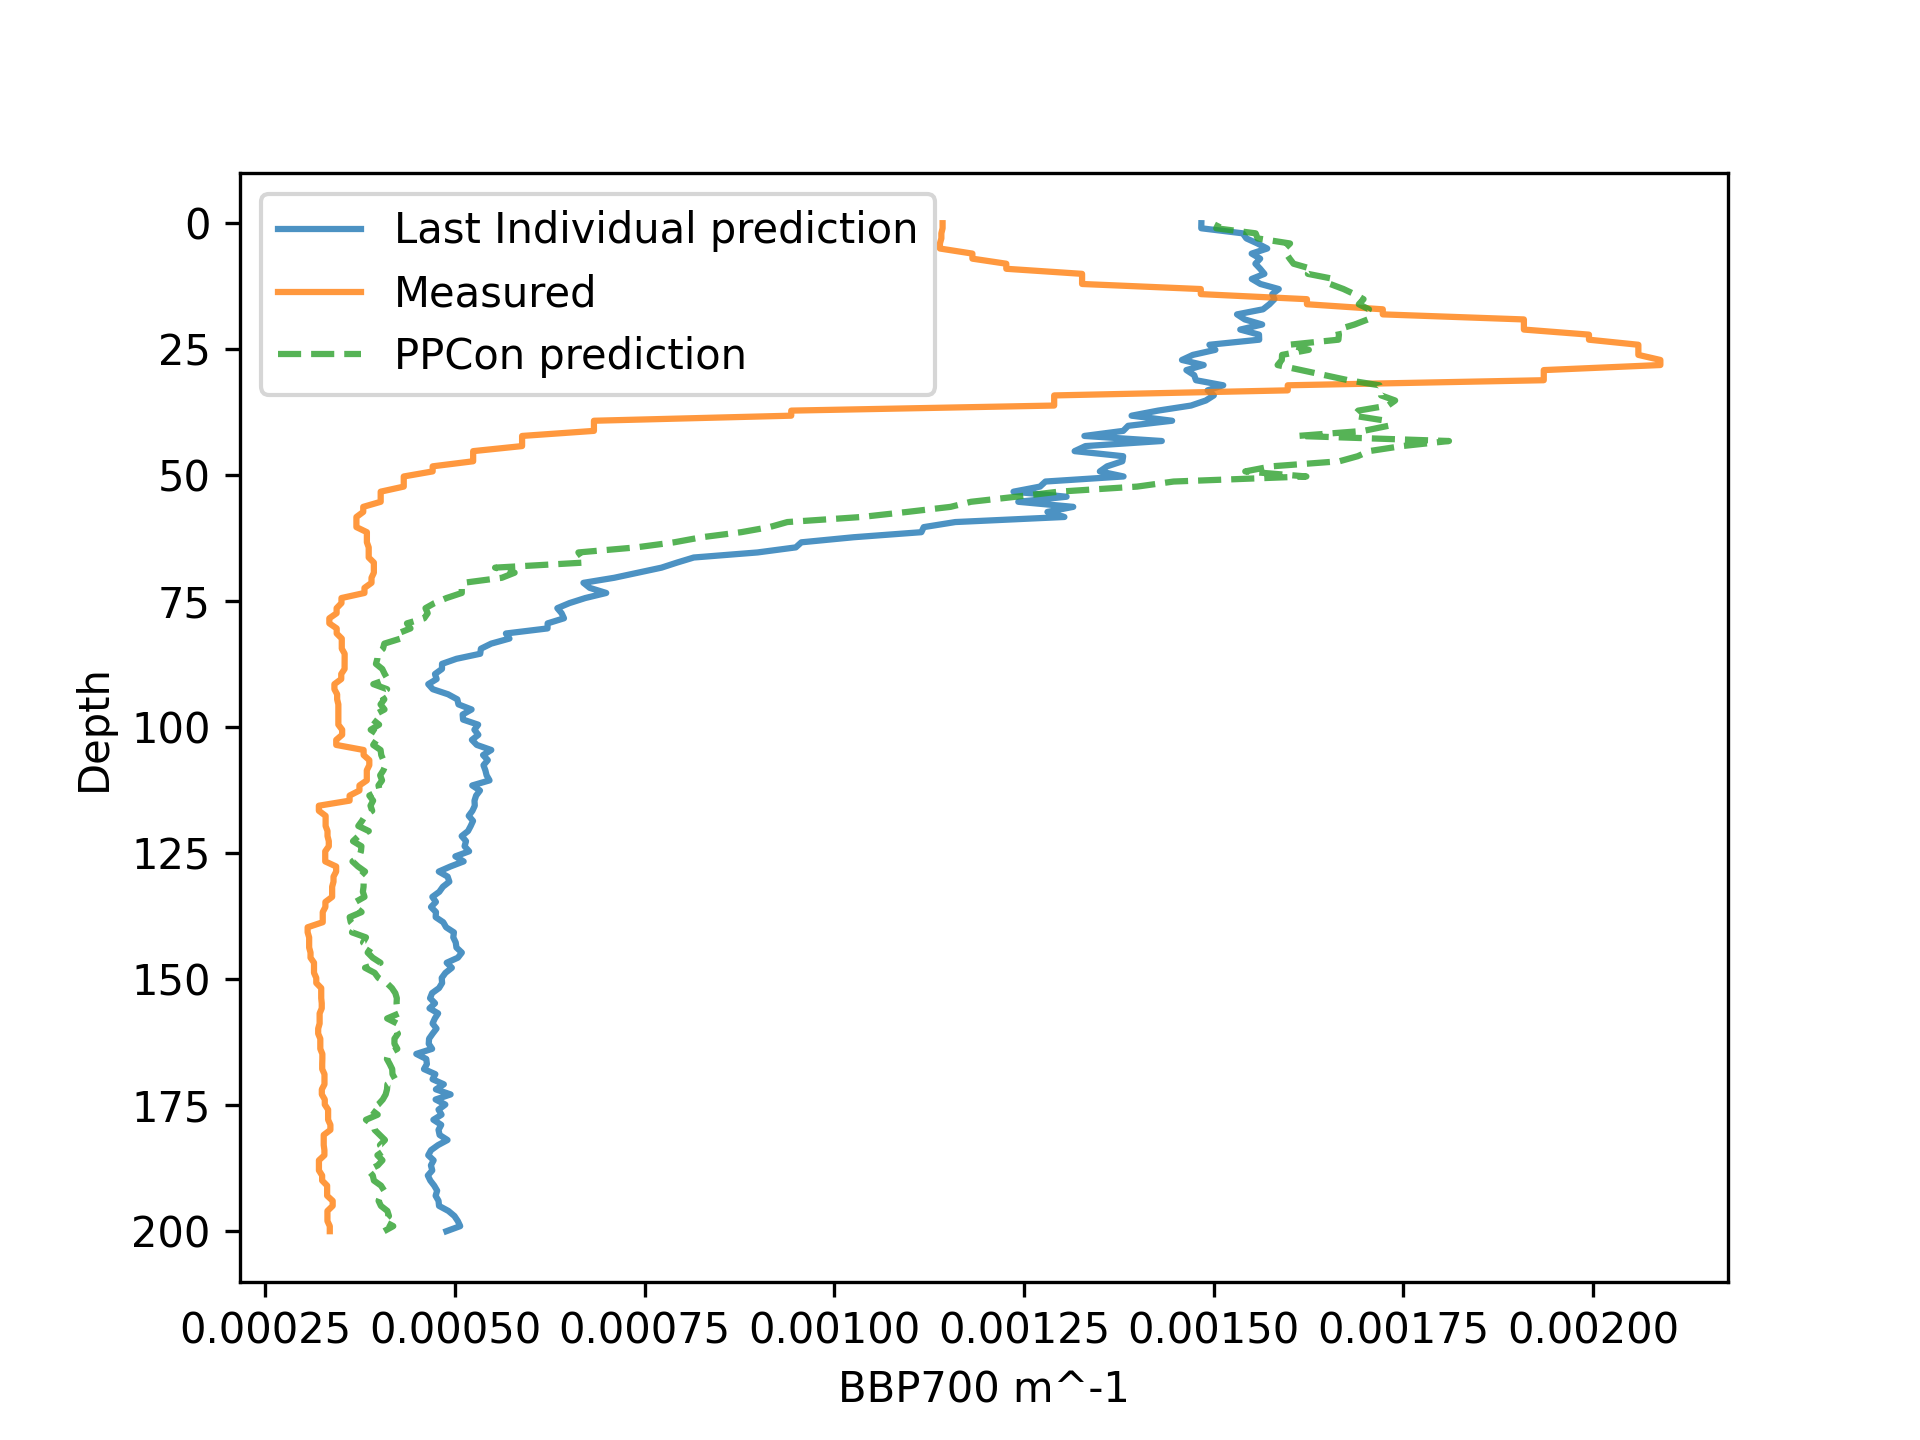 Last Individual prediction
Measured
PPCon prediction
0
25
50
75
100
125
150
175
200
Depth
0.00025 0.00050 0.00075 0.00100 0.00125 0.00150 0.00175 0.00200
BBP700 m^-1